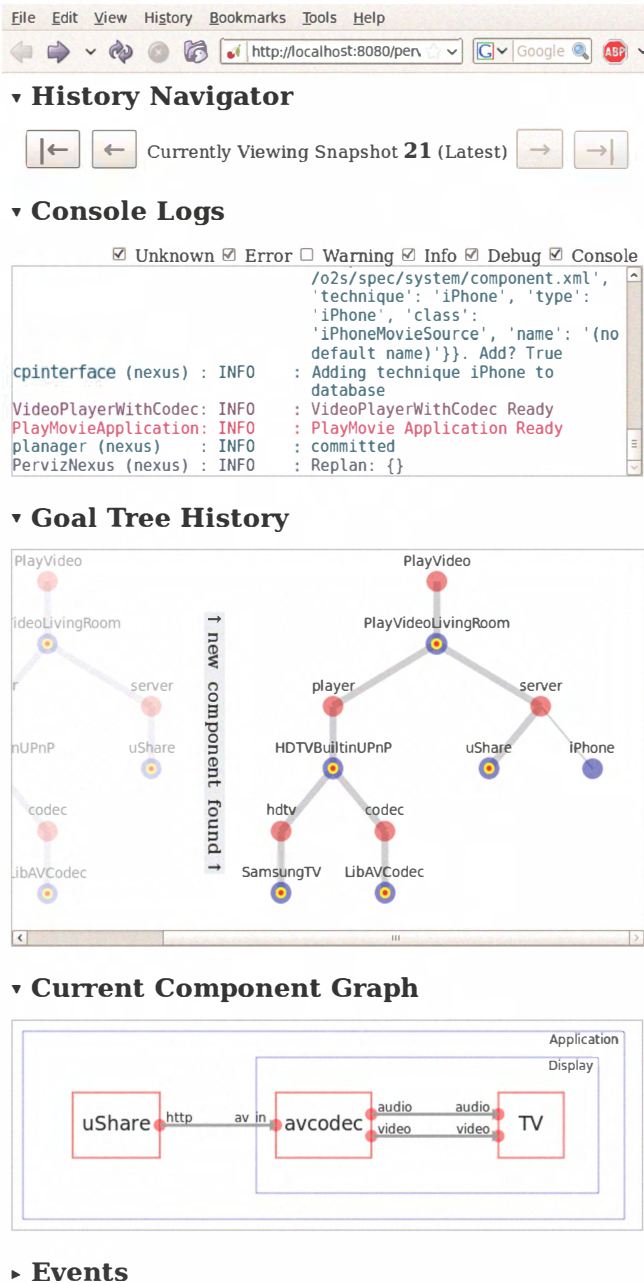 File Edit View History Bookmarks Tools Help
http://localhost:8080/perv
G Google ABP
▾ History Navigator
|← ← Currently Viewing Snapshot 21 (Latest) → →|
▾ Console Logs
Unknown Error Warning Info Debug Console
/o2s/spec/system/component.xml',
'technique': 'iPhone', 'type':
'iPhone', 'class':
'iPhoneMovieSource', 'name': '(no
default name)'}}. Add? True
cpinterface (nexus) : INFO : Adding technique iPhone to
database
VideoPlayerWithCodec: INFO : VideoPlayerWithCodec Ready
PlayMovieApplication: INFO : PlayMovie Application Ready
planager (nexus) : INFO : committed
PervizNexus (nexus) : INFO : Replan: {}
▾ Goal Tree History
PlayVideo
ideoLivingRoom
r server
nUPnP uShare
codec
ibAVCodec
↑ new component found ↑
PlayVideo
PlayVideoLivingRoom
player server
HDTVBuiltinUPnP uShare iPhone
hdtv codec
SamsungTV LibAVCodec
▾ Current Component Graph
Application
Display
uShare http av in avcodec audio audio TV
video video
▸ Events